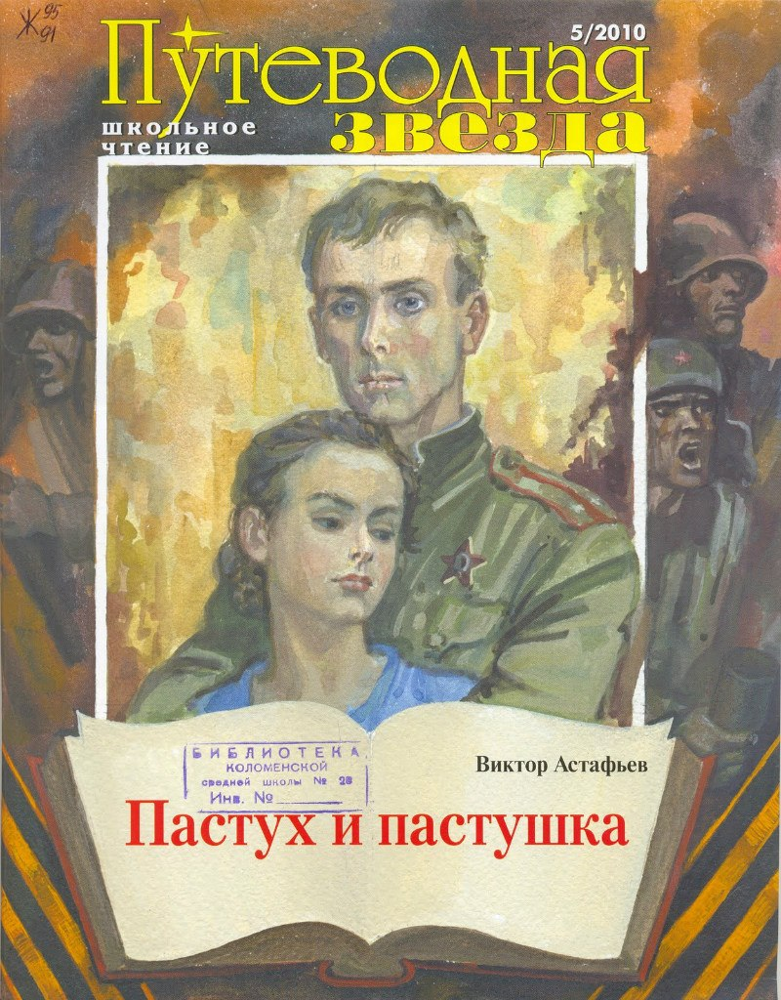 Ж 95
91
5/2010
Путеводная
звезда
школьное
чтение
БИБЛИОТЕКА
КОЛОМЕНСКОЙ
средней школы № 28
Инв. №
Виктор Астафьев
Пастух и пастушка